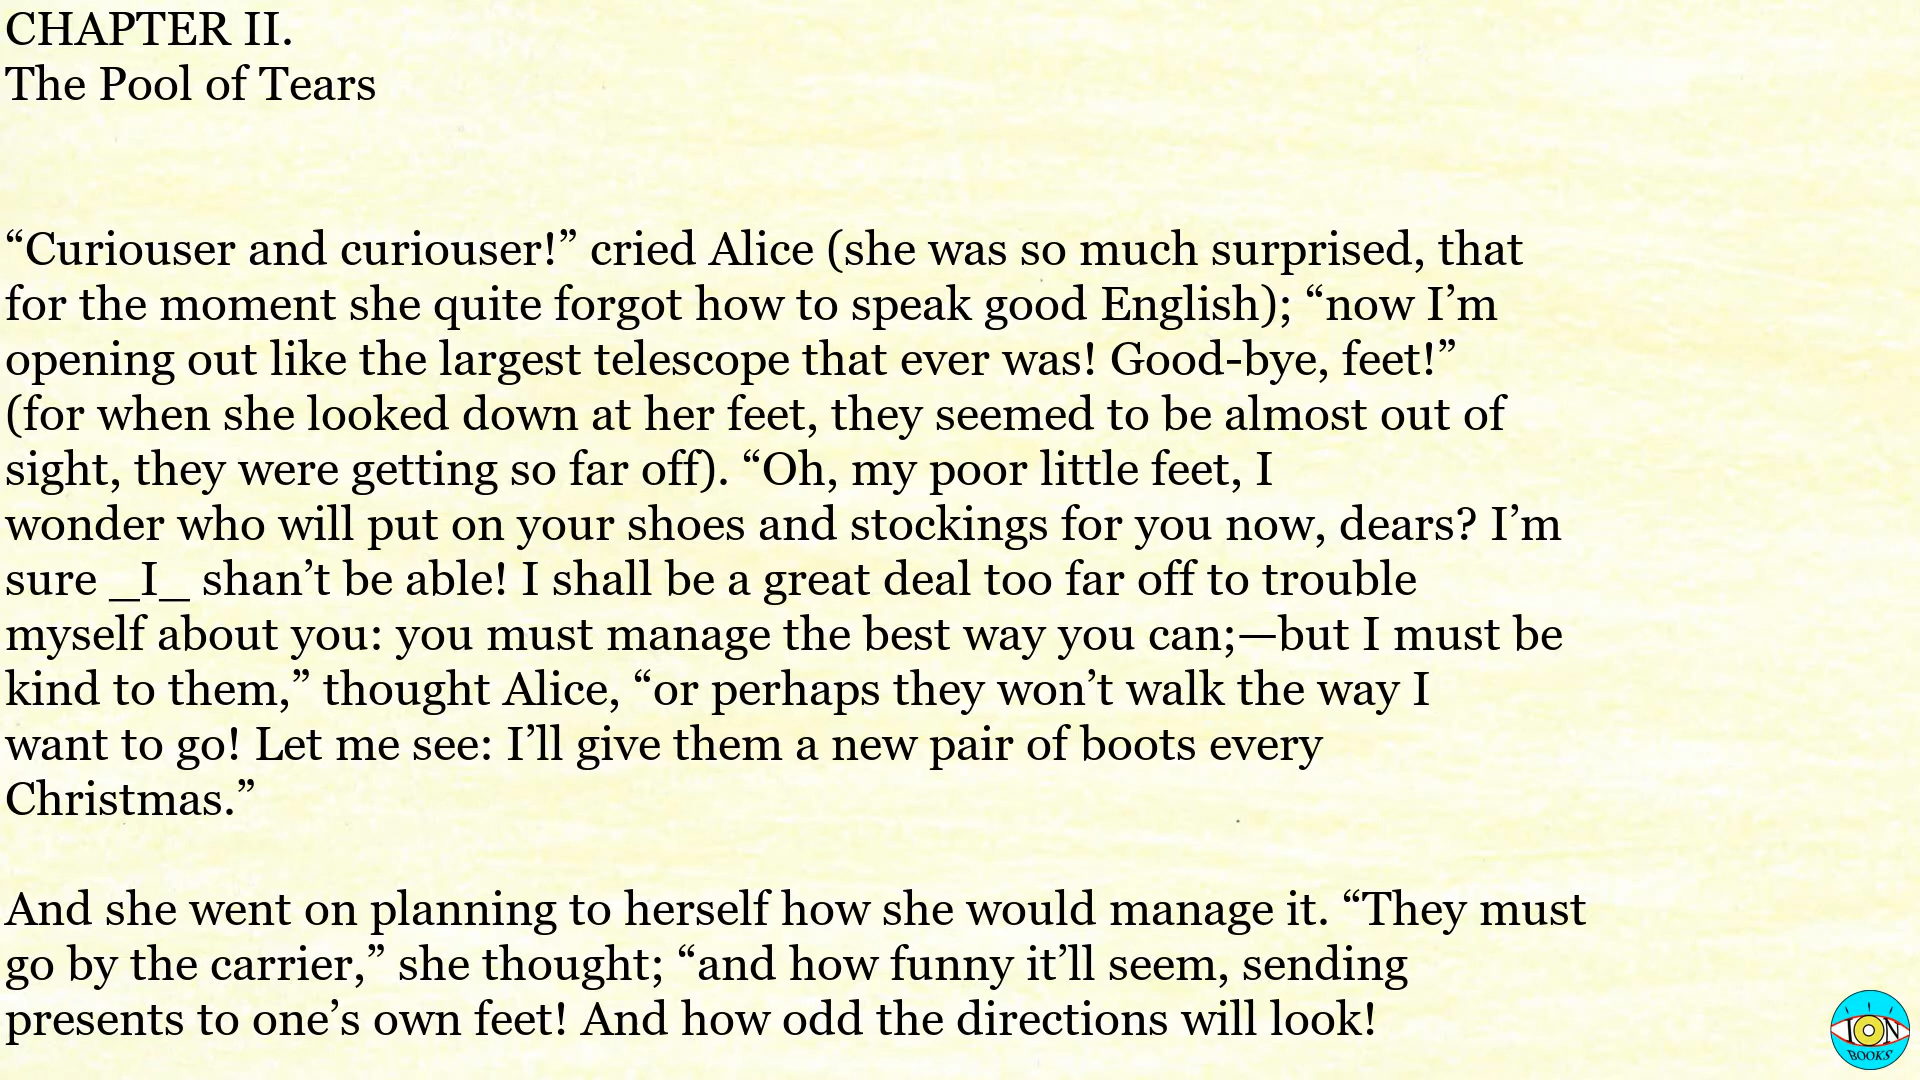 CHAPTER II.
The Pool of Tears
“Curiouser and curiouser!” cried Alice (she was so much surprised, that
for the moment she quite forgot how to speak good English); “now I’m
opening out like the largest telescope that ever was! Good-bye, feet!”
(for when she looked down at her feet, they seemed to be almost out of
sight, they were getting so far off). “Oh, my poor little feet, I
wonder who will put on your shoes and stockings for you now, dears? I’m
sure _I_ shan’t be able! I shall be a great deal too far off to trouble
myself about you: you must manage the best way you can;—but I must be
kind to them,” thought Alice, “or perhaps they won’t walk the way I
want to go! Let me see: I’ll give them a new pair of boots every
Christmas.”
And she went on planning to herself how she would manage it. “They must
go by the carrier,” she thought; “and how funny it’ll seem, sending
presents to one’s own feet! And how odd the directions will look!
ION
BOOKS